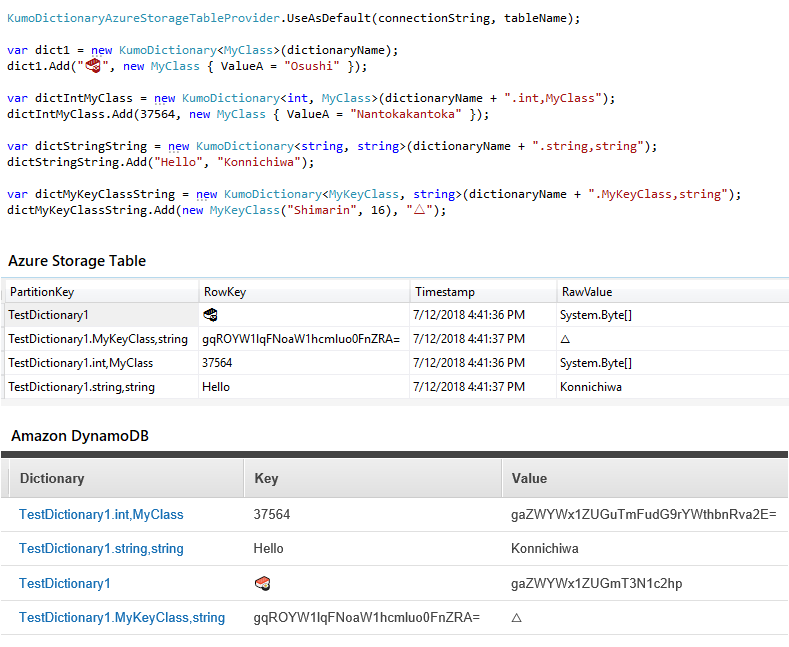 KumoDictionaryAzureStorageTableProvider.UseAsDefault(connectionString, tableName);
var dict1 = new KumoDictionary<MyClass>(dictionaryName);
dict1.Add("🍣", new MyClass { ValueA = "Osushi" });
var dictIntMyClass = new KumoDictionary<int, MyClass>(dictionaryName + ".int,MyClass");
dictIntMyClass.Add(37564, new MyClass { ValueA = "Nantokakantoka" });
var dictStringString = new KumoDictionary<string, string>(dictionaryName + ".string,string");
dictStringString.Add("Hello", "Konnichiwa");
var dictMyKeyClassString = new KumoDictionary<MyKeyClass, string>(dictionaryName + ".MyKeyClass,string");
dictMyKeyClassString.Add(new MyKeyClass("Shimarin", 16), "△");
Azure Storage Table
PartitionKey RowKey Timestamp RawValue
TestDictionary1 🍣 7/12/2018 4:41:36 PM System.Byte[]
TestDictionary1.MyKeyClass,string gqROYW1lqFNoaW1hcmluo0FnZRA= 7/12/2018 4:41:37 PM △
TestDictionary1.int,MyClass 37564 7/12/2018 4:41:36 PM System.Byte[]
TestDictionary1.string,string Hello 7/12/2018 4:41:37 PM Konnichiwa
Amazon DynamoDB
Dictionary Key Value
TestDictionary1.int,MyClass 37564 gaZWYWx1ZUGuTmFudG9rYWthbnRva2E=
TestDictionary1.string,string Hello Konnichiwa
TestDictionary1 🍣 gaZWYWx1ZUGmT3N1c2hp
TestDictionary1.MyKeyClass,string gqROYW1lqFNoaW1hcmluo0FnZRA= △